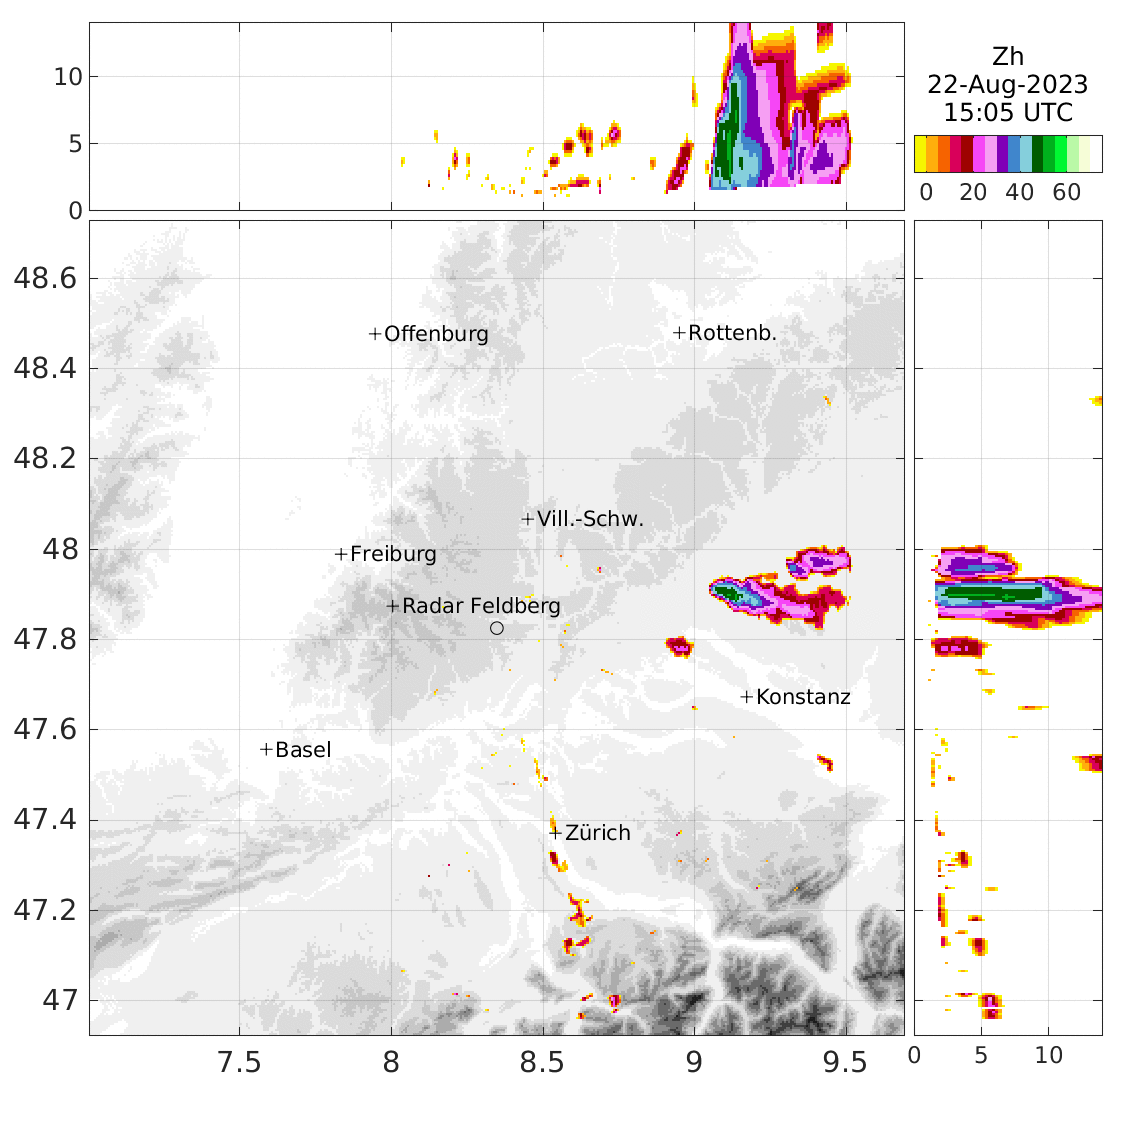 10
5
0
Zh
22-Aug-2023
15:05 UTC
0 20 40 60
48.6
48.4
48.2
48
47.8
47.6
47.4
47.2
47
Offenburg
Rottenb.
Vill.-Schw.
Freiburg
Radar Feldberg
Konstanz
Basel
Zürich
7.5 8 8.5 9 9.5
0 5 10